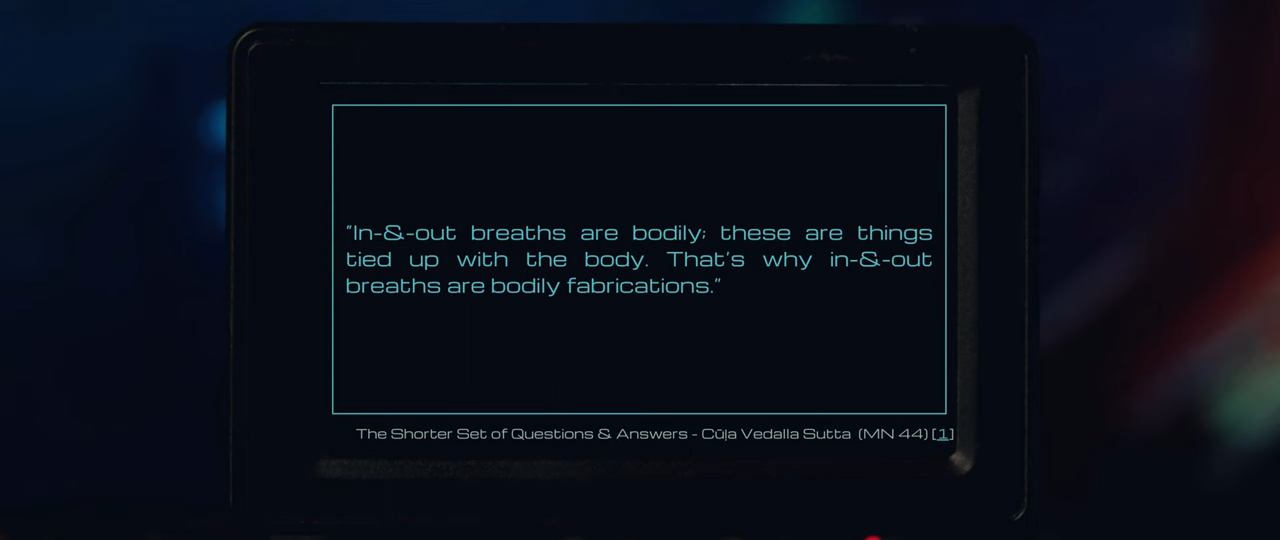 "In-&-out breaths are bodily; these are things
tied up with the body. That's why in-&-out
breaths are bodily fabrications."
The Shorter Set of Questions & Answers - Cūḷa Vedalla Sutta (MN 44) [1]